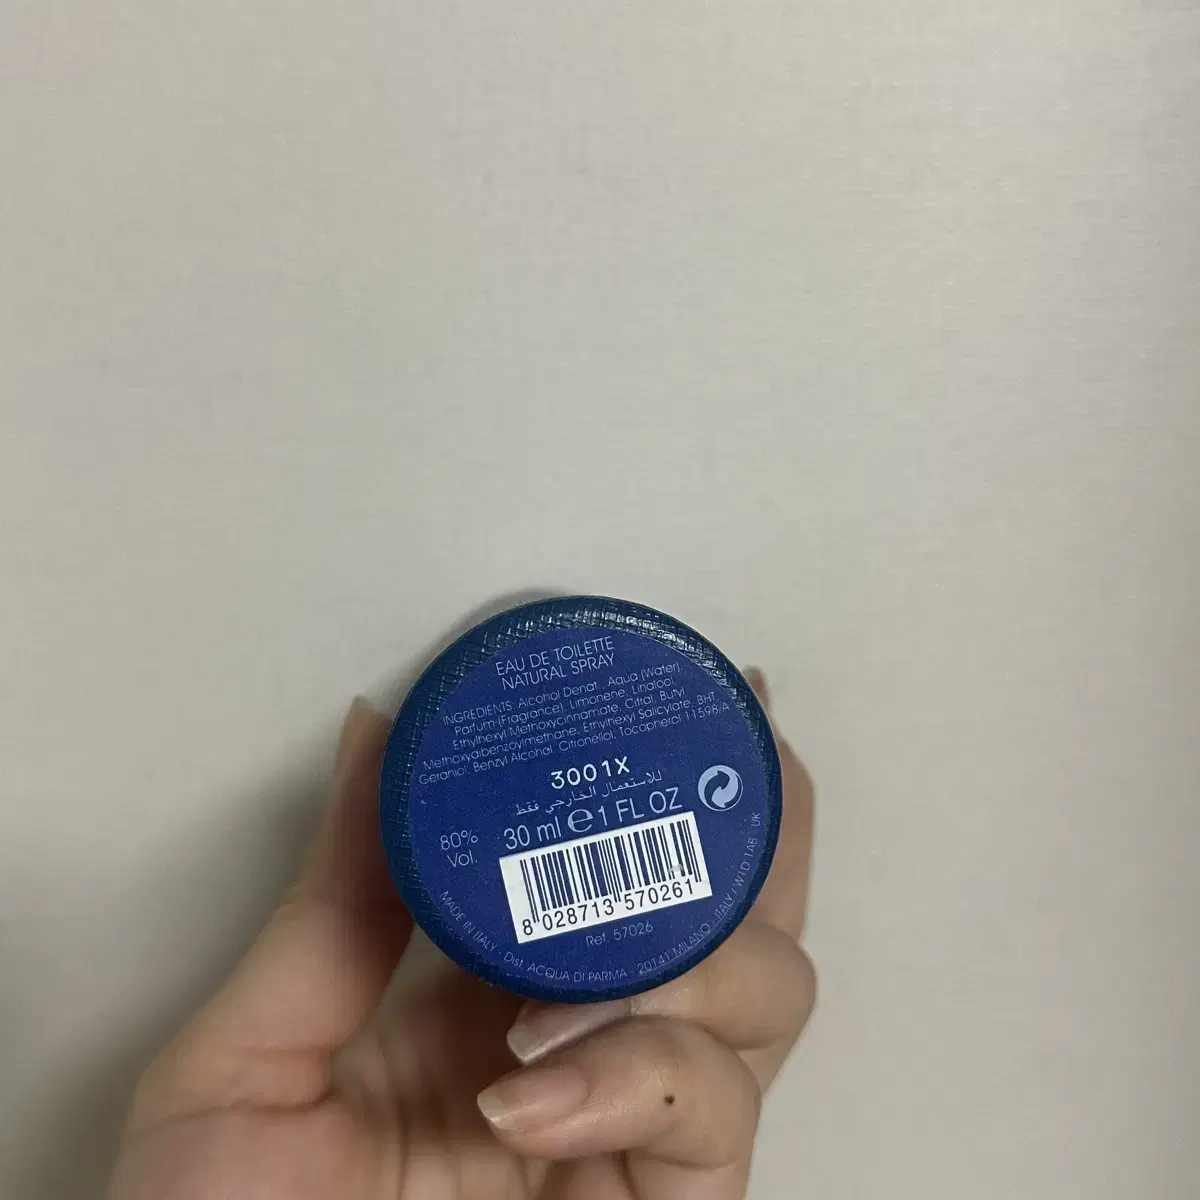 EAU DE TOILETTE
NATURAL SPRAY
INGREDIENTS: Alcohol Denat., Aqua (Water),
Parfum (Fragrance), Limonene, Linalool,
Ethylhexyl Methoxycinnamate, Citral, Butyl
Methoxydibenzoylmethane, Ethylhexyl Salicylate, BHT,
Geraniol, Benzyl Alcohol, Citronellol, Tocopherol 11598/A
3001X
للاستعمال الخارجي فقط
80%
Vol.
30 ml ℮ 1 FL OZ
8 028713 570261
Ref. 57026
MADE IN ITALY - Dist. ACQUA DI PARMA - 20141 MILANO - ITALY / W1D 1AB - UK